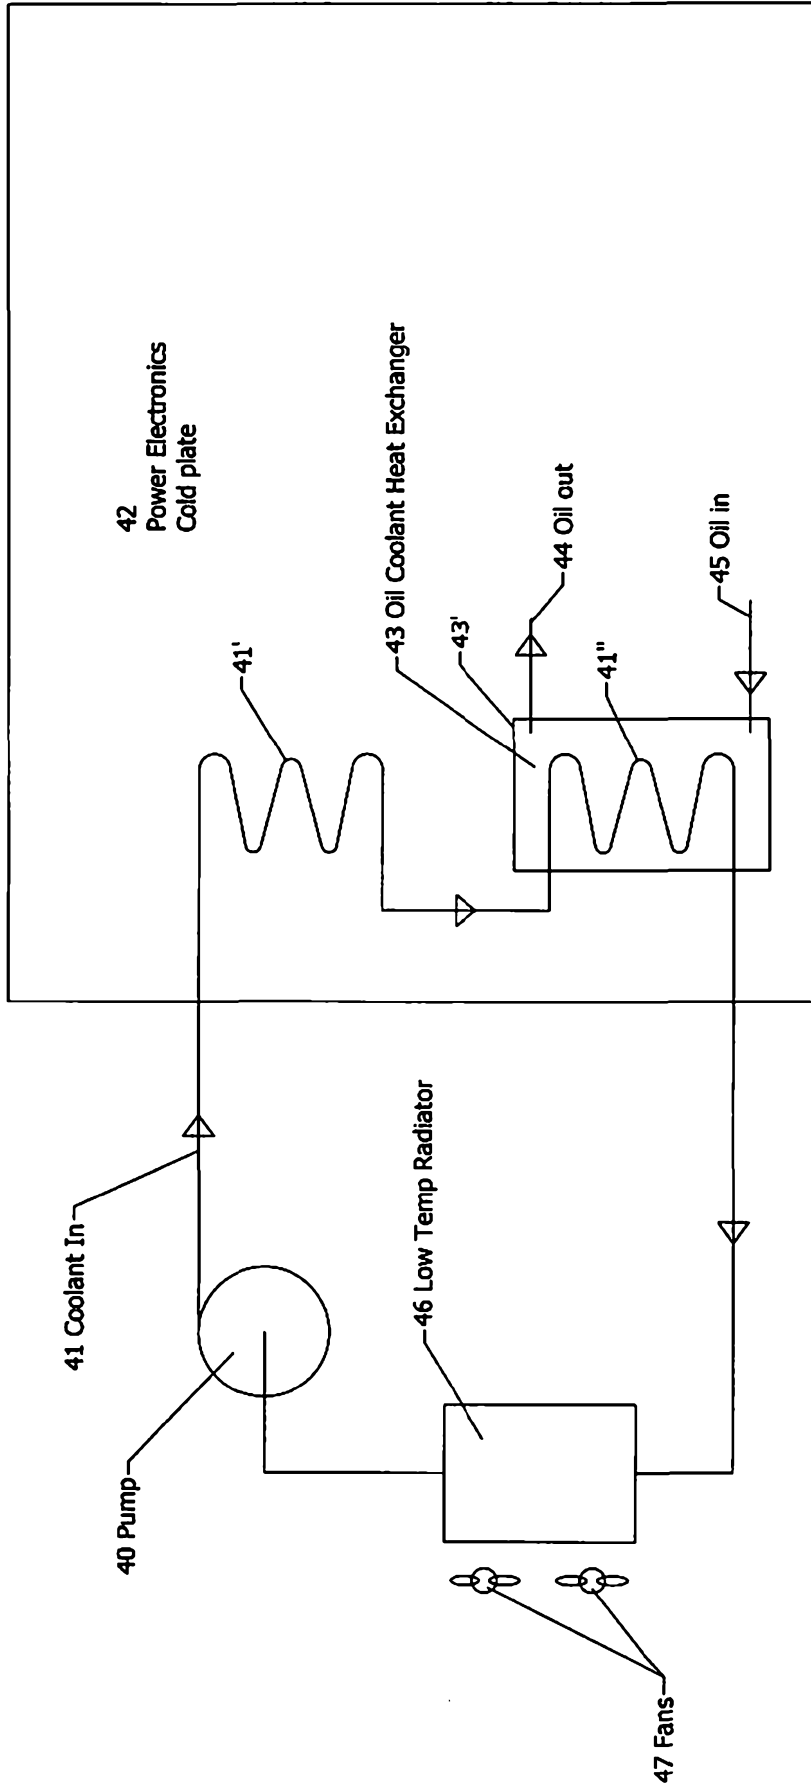 42
Power Electronics
Cold plate
41'
43 Oil Coolant Heat Exchanger
43'
44 Oil out
41"
45 Oil in
41 Coolant In
40 Pump
46 Low Temp Radiator
47 Fans